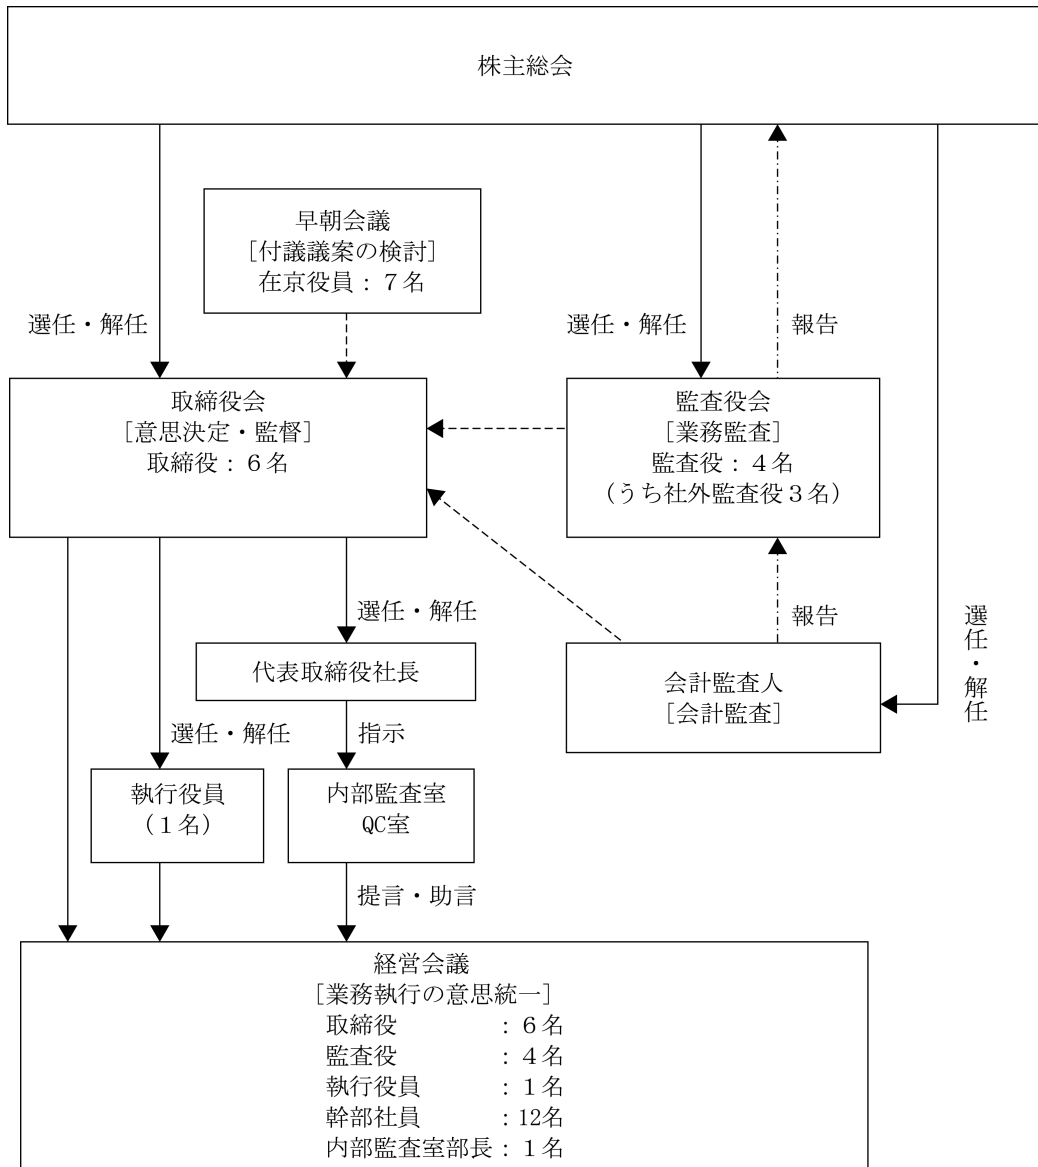 株主総会
早朝会議
[付議議案の検討]
在京役員：７名
選任・解任
選任・解任
報告
取締役会
[意思決定・監督]
取締役：６名
監査役会
[業務監査]
監査役：４名
（うち社外監査役３名）
選任・解任
報告
選任・解任
代表取締役社長
会計監査人
[会計監査]
選任・解任
指示
執行役員
（１名）
内部監査室
QC室
提言・助言
経営会議
[業務執行の意思統一]
取締役：６名
監査役：４名
執行役員：１名
幹部社員：12名
内部監査室部長：１名